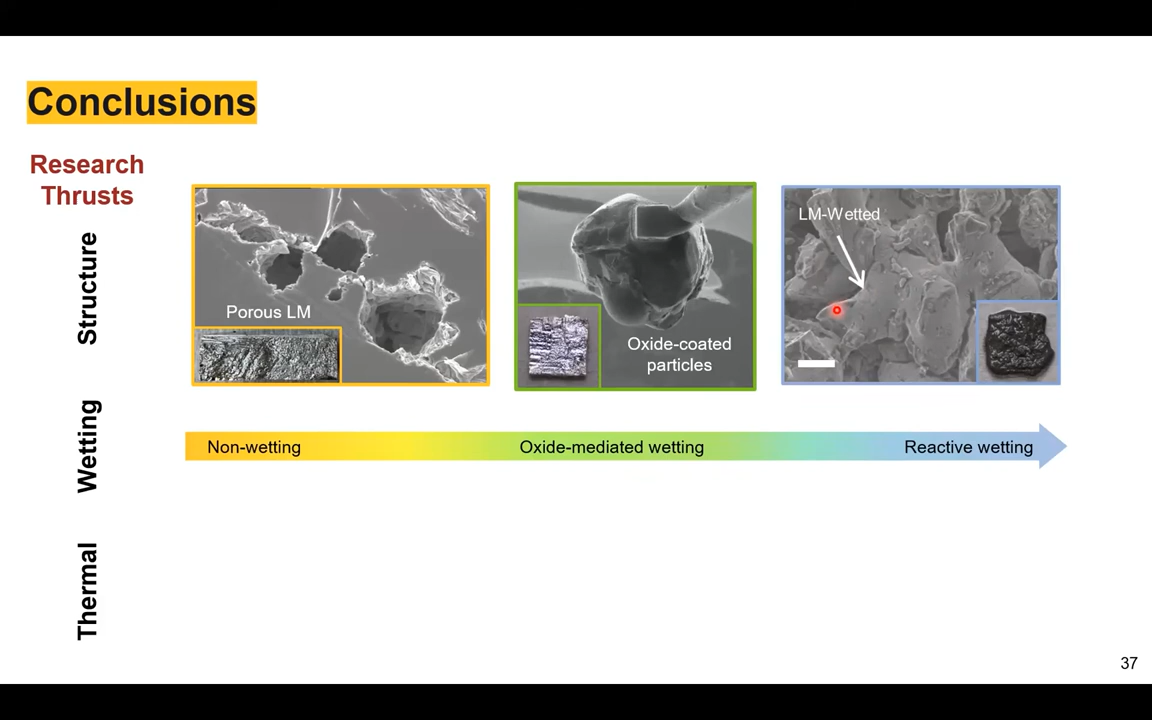 Conclusions
Research
Thrusts
Structure
Porous LM
Oxide-coated
particles
LM-Wetted
Wetting
Non-wetting
Oxide-mediated wetting
Reactive wetting
Thermal
37